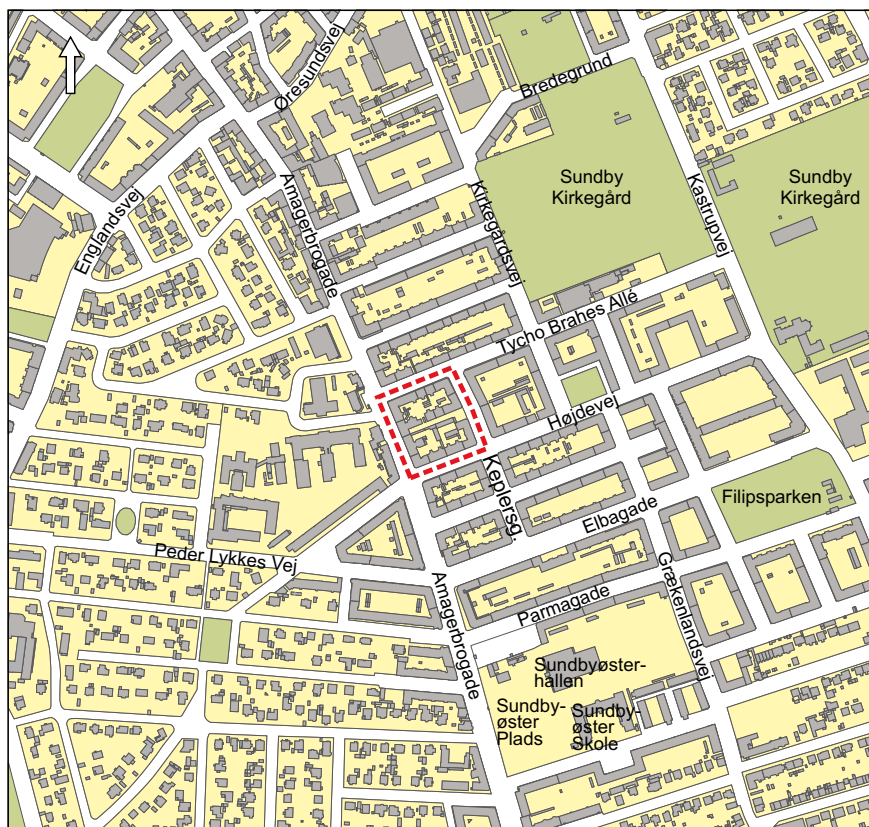 Øresundsvej
Bredegrund
Sundby
Kirkegård
Sundby
Kirkegård
Englandsvej
Amagerbrogade
Kirkegårdsvej
Kastrupvej
Tycho Brahes Allé
Højdevej
Keplersg.
Elbagade
Filipsparken
Peder Lykkes Vej
Amagerbrogade
Parmagade
Grækenlandsvej
Sundbyøster-
hallen
Sundby-
øster
Plads
Sundby-
øster
Skole